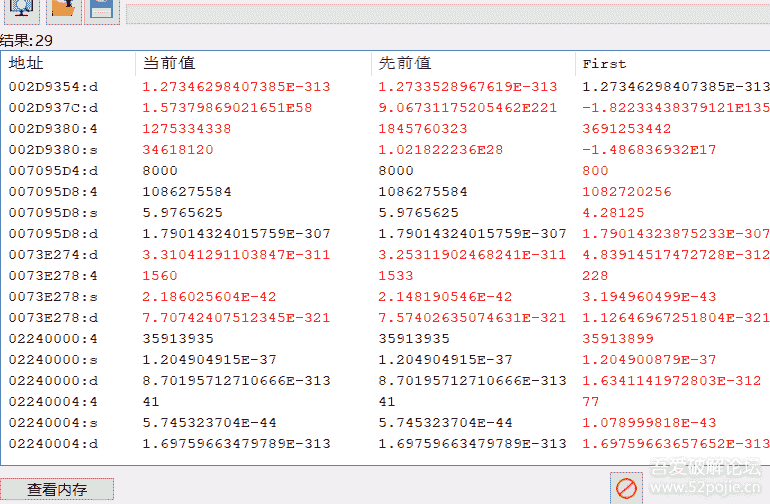 结果:29
地址 当前值 先前值 First
002D9354:d 1.27346298407385E-313 1.2733528967619E-313 1.27346298407385E-313
002D937C:d 1.57379869021651E58 9.06731175205462E221 -1.82233438379121E135
002D9380:4 1275334338 1845760323 3691253442
002D9380:s 34618120 1.021822236E28 -1.486836932E17
007095D4:d 8000 8000 800
007095D8:4 1086275584 1086275584 1082720256
007095D8:s 5.9765625 5.9765625 4.28125
007095D8:d 1.79014324015759E-307 1.79014324015759E-307 1.79014323875233E-307
0073E274:d 3.31041291103847E-311 3.25311902468241E-311 4.83914517472728E-312
0073E278:4 1560 1533 228
0073E278:s 2.186025604E-42 2.148190546E-42 3.194960499E-43
0073E278:d 7.70742407512345E-321 7.57402635074631E-321 1.12646967251804E-321
02240000:4 35913935 35913935 35913899
02240000:s 1.204904915E-37 1.204904915E-37 1.204900879E-37
02240000:d 8.70195712710666E-313 8.70195712710666E-313 1.6341141972803E-312
02240004:4 41 41 77
02240004:s 5.745323704E-44 5.745323704E-44 1.078999818E-43
02240004:d 1.69759663479789E-313 1.69759663479789E-313 1.69759663657652E-313
查看内存
吾爱破解论坛
www.52pojie.cn